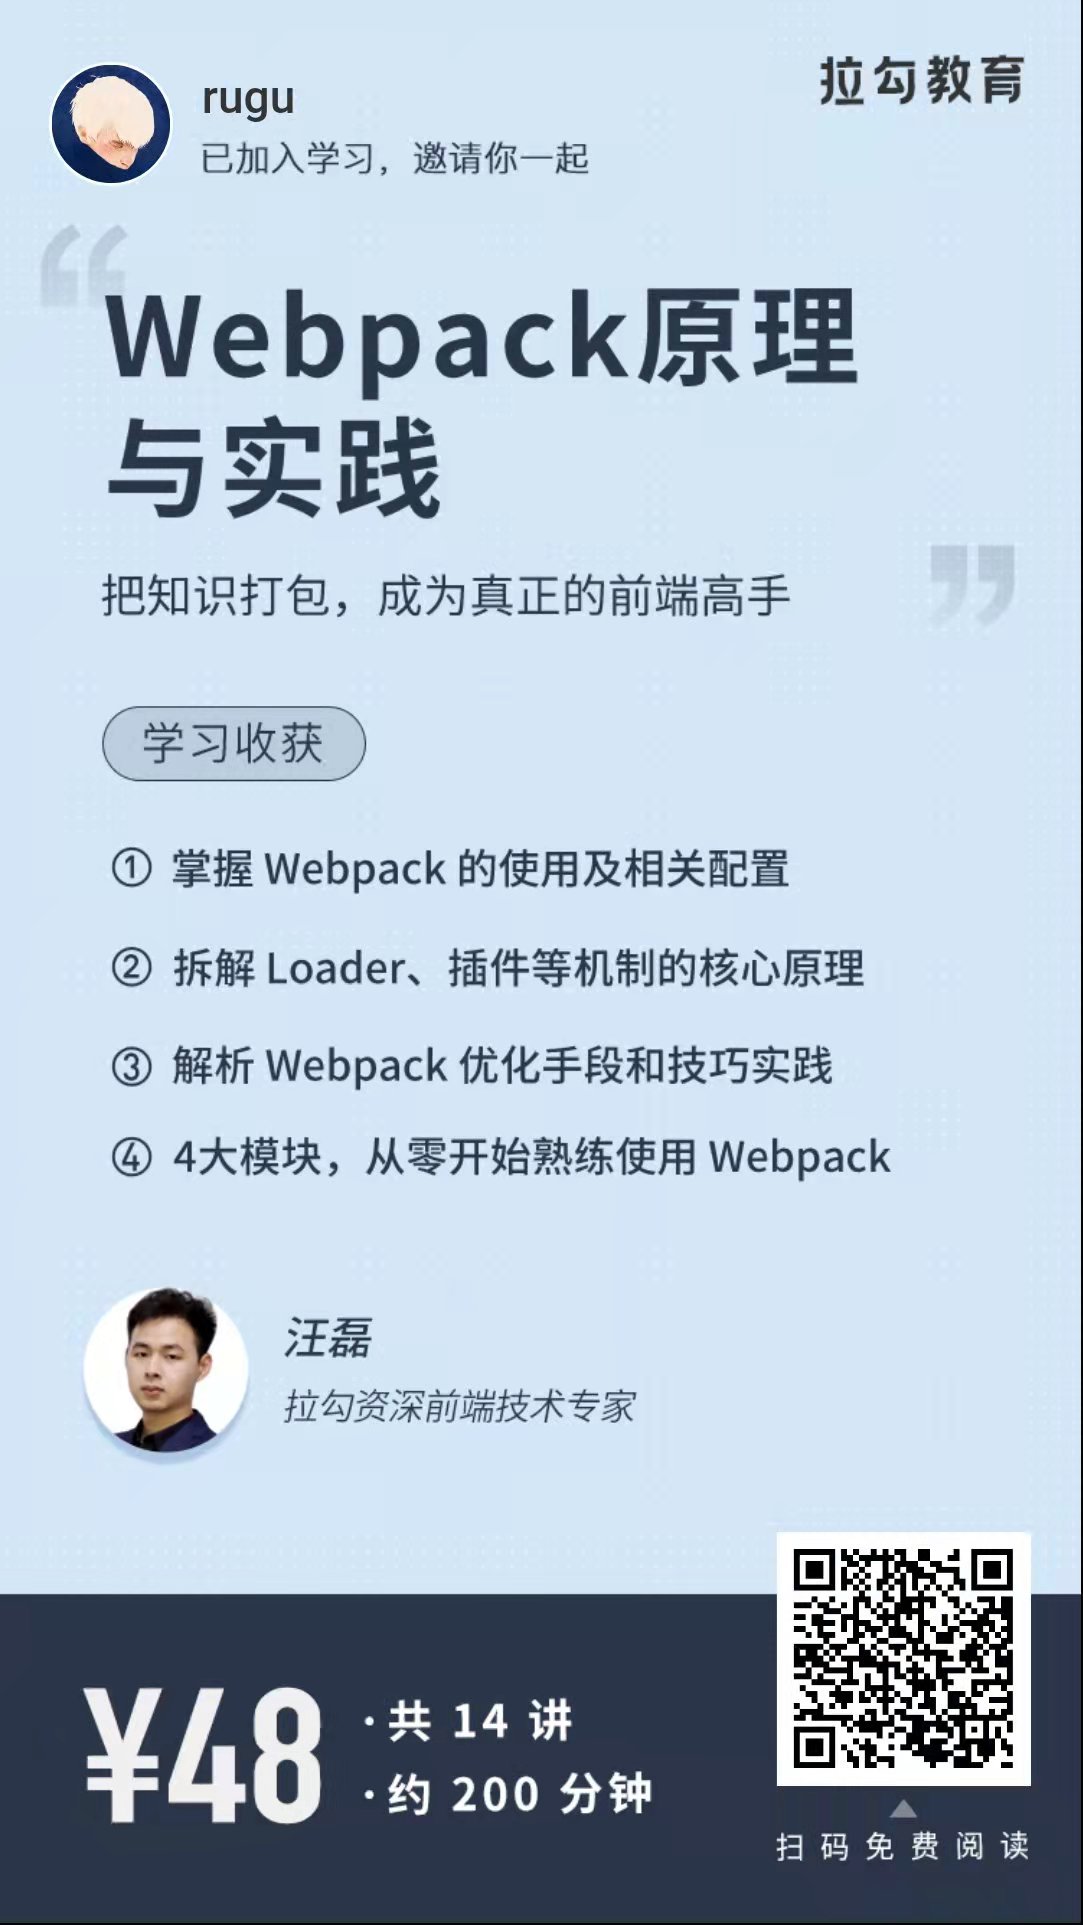 rugu
拉勾教育
已加入学习，邀请你一起
“
Webpack原理
与实践
”
把知识打包，成为真正的前端高手
学习收获
① 掌握 Webpack 的使用及相关配置
② 拆解 Loader、插件等机制的核心原理
③ 解析 Webpack 优化手段和技巧实践
④ 4大模块，从零开始熟练使用 Webpack
汪磊
拉勾资深前端技术专家
¥48
·共 14 讲
·约 200 分钟
扫码免费阅读